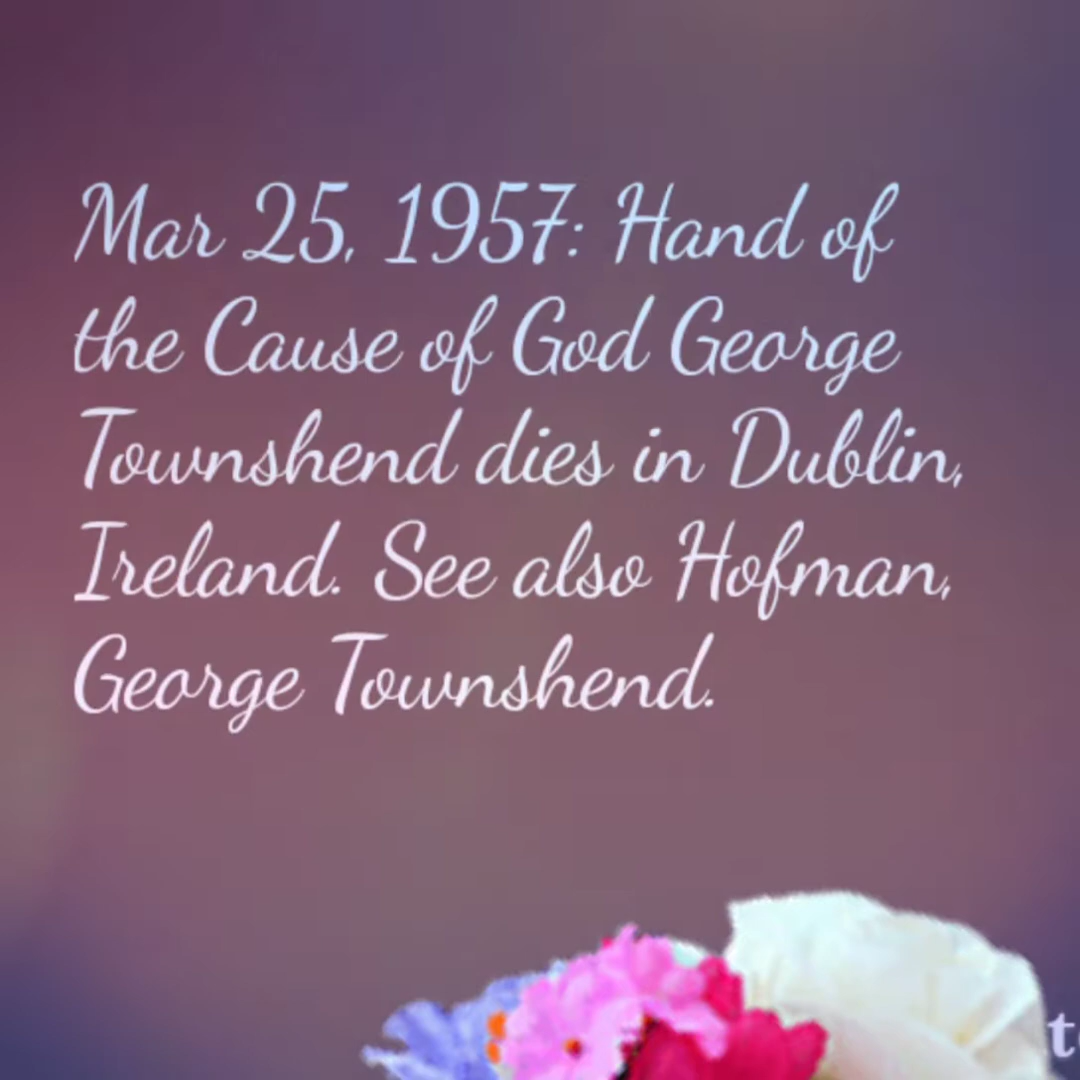 Mar 25, 1957: Hand of
the Cause of God George
Townshend dies in Dublin,
Ireland. See also Hofman,
George Townshend.